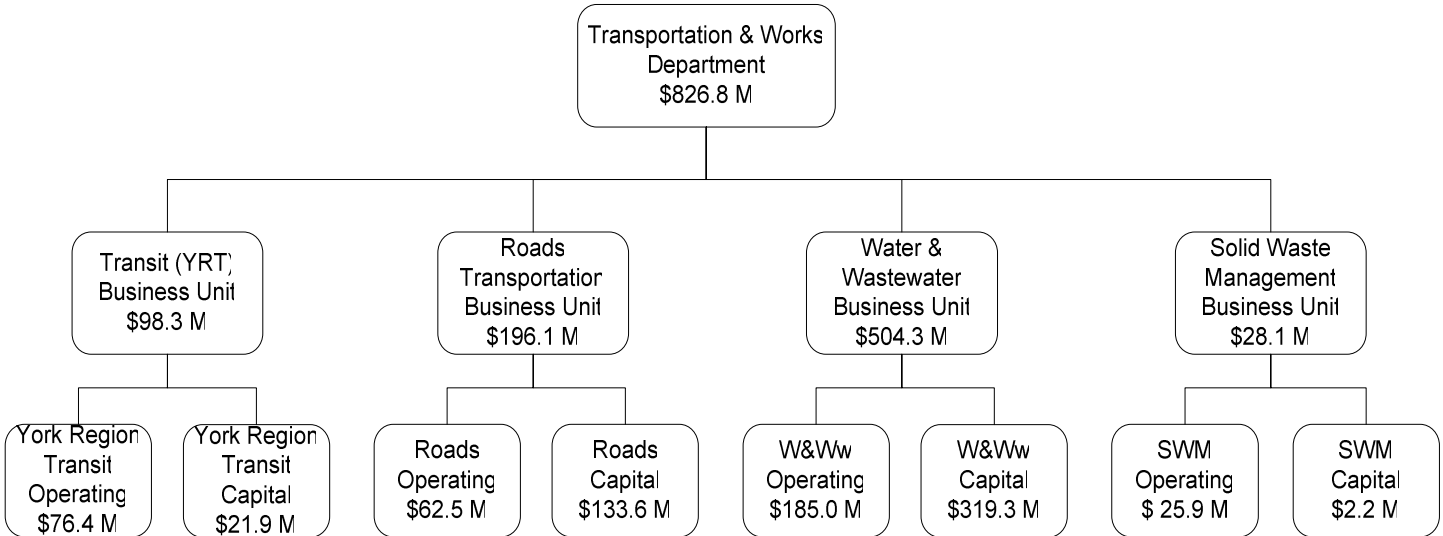 Transportation & Works
Department
$826.8 M
Transit (YRT)
Business Unit
$98.3 M
Roads
Transportation
Business Unit
$196.1 M
Water &
Wastewater
Business Unit
$504.3 M
Solid Waste
Management
Business Unit
$28.1 M
York Region
Transit
Operating
$76.4 M
York Region
Transit
Capital
$21.9 M
Roads
Operating
$62.5 M
Roads
Capital
$133.6 M
W&Ww
Operating
$185.0 M
W&Ww
Capital
$319.3 M
SWM
Operating
$ 25.9 M
SWM
Capital
$2.2 M